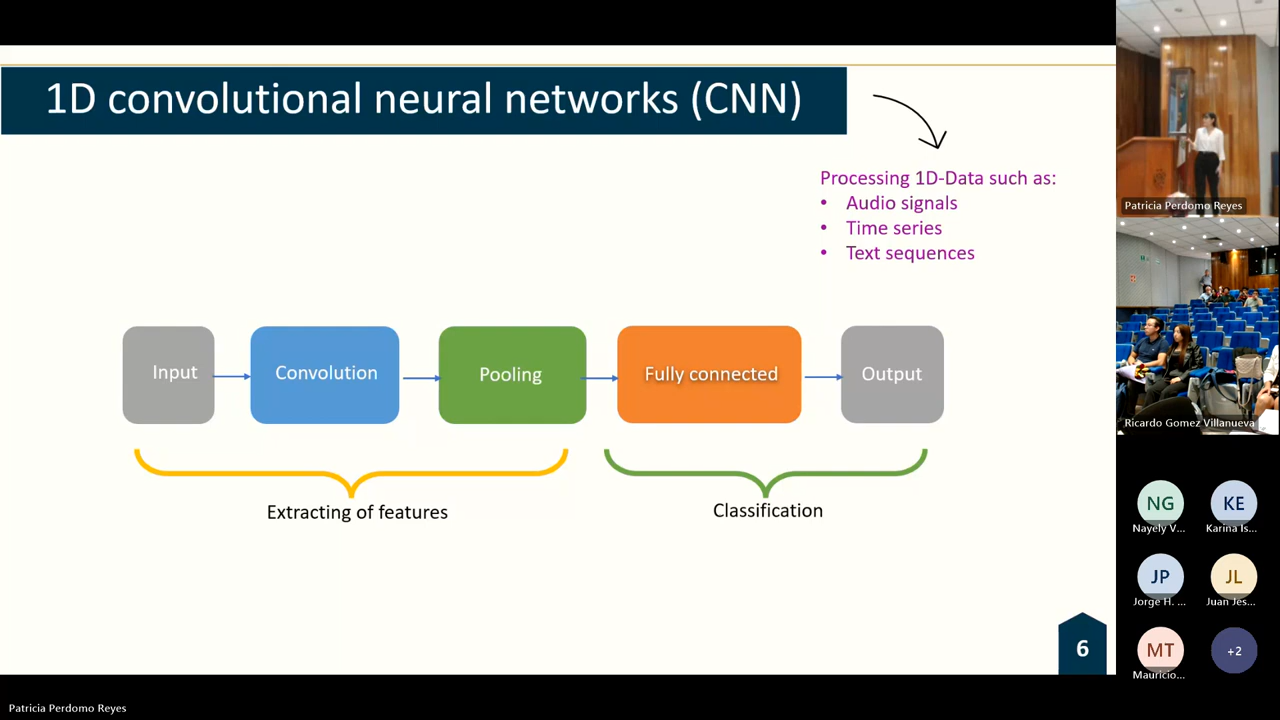 1D convolutional neural networks (CNN)
Processing 1D-Data such as:
• Audio signals
• Time series
• Text sequences
Input
Convolution
Pooling
Fully connected
Output
Extracting of features
Classification
6
Patricia Perdomo Reyes
Ricardo Gomez Villanueva
NG
Nayely V...
KE
Karina Is...
JP
Jorge H. ...
JL
Juan Jes...
MT
Mauricio...
+2
Patricia Perdomo Reyes